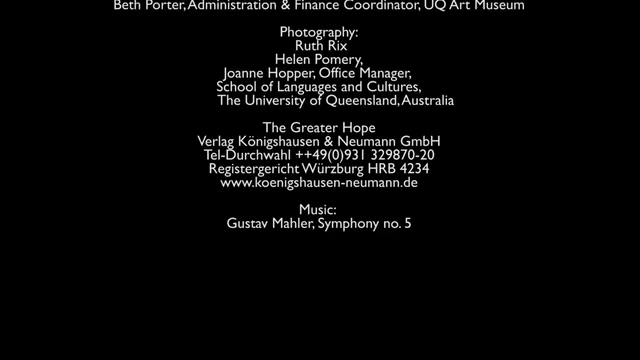 Beth Porter, Administration & Finance Coordinator, UQ Art Museum
Photography:
Ruth Rix
Helen Pomery,
Joanne Hopper, Office Manager,
School of Languages and Cultures,
The University of Queensland, Australia
The Greater Hope
Verlag Königshausen & Neumann GmbH
Tel-Durchwahl ++49(0)931 329870-20
Registergericht Würzburg HRB 4234
www.koenigshausen-neumann.de
Music:
Gustav Mahler, Symphony no. 5